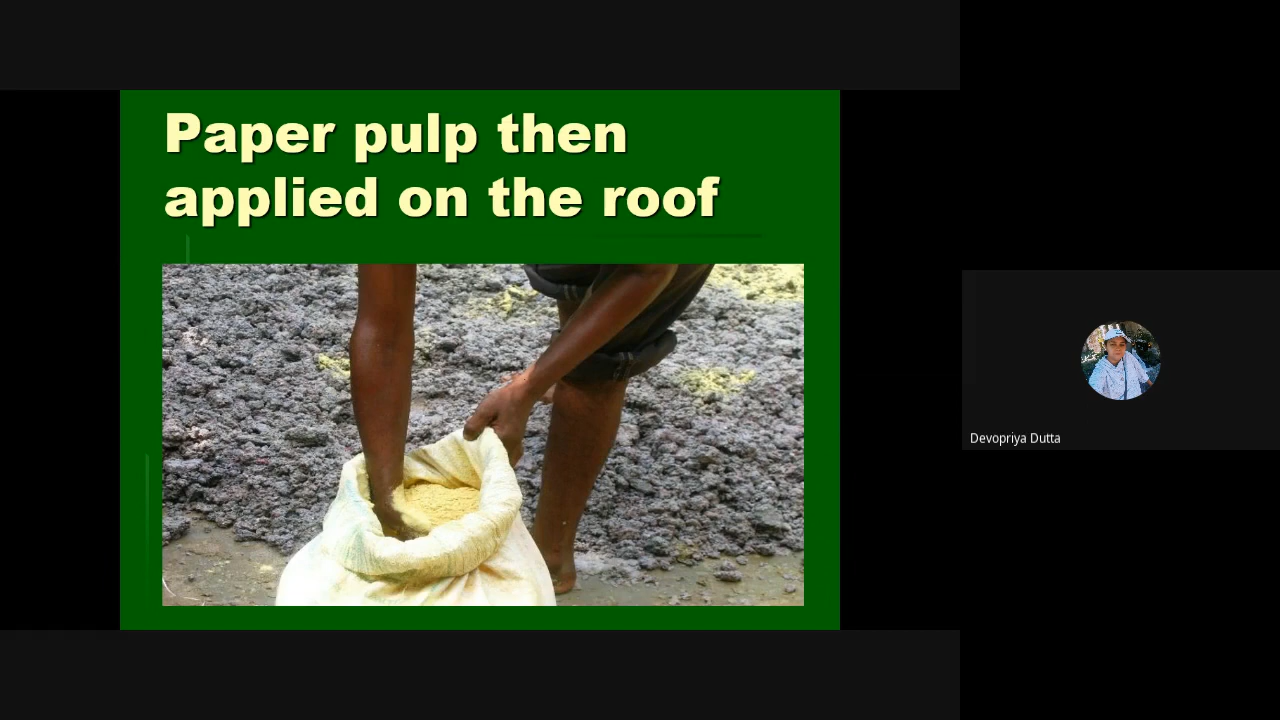 Paper pulp then
applied on the roof
Devopriya Dutta